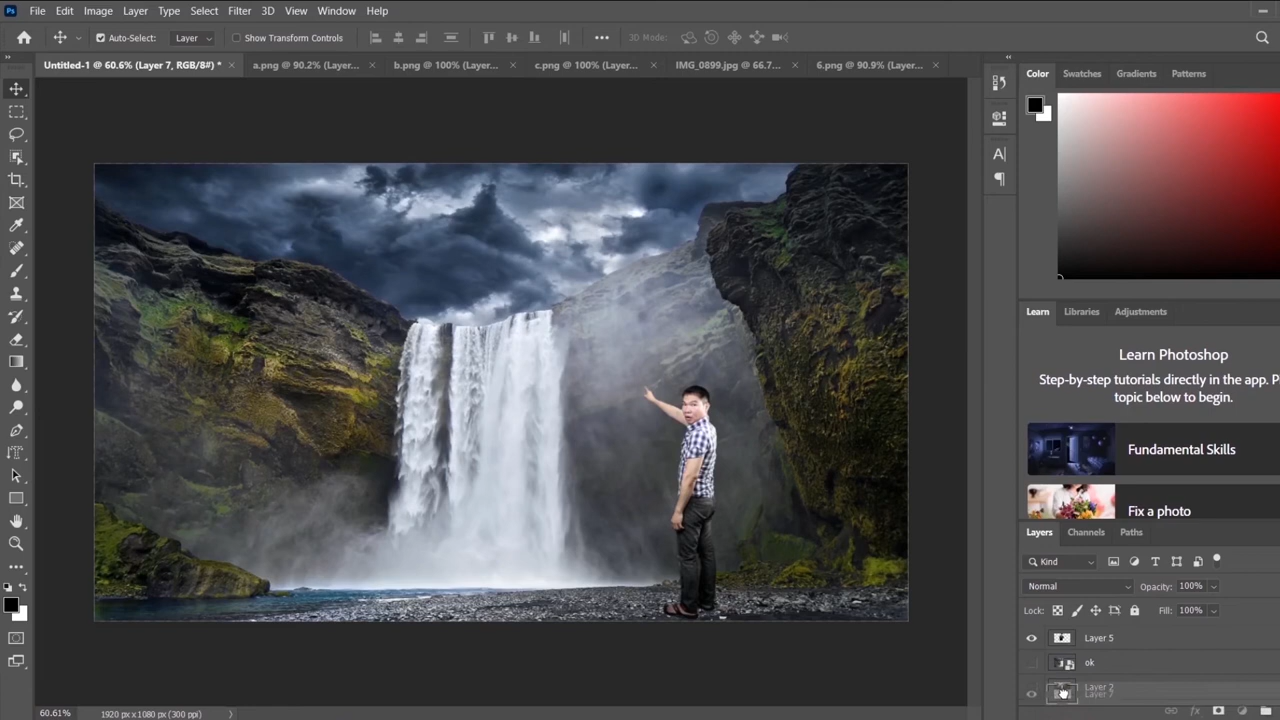 Ps File Edit Image Layer Type Select Filter 3D View Window Help
Auto-Select: Layer Show Transform Controls 3D Mode:
Untitled-1 @ 60.6% (Layer 7, RGB/8#) * × a.png @ 90.2% (Layer... × b.png @ 100% (Layer... × c.png @ 100% (Layer... × IMG_0899.jpg @ 66.7... × 6.png @ 90.9% (Layer... ×
Color Swatches Gradients Patterns
Learn Libraries Adjustments
Learn Photoshop
Step-by-step tutorials directly in the app. P
topic below to begin.
Fundamental Skills
Fix a photo
Layers Channels Paths
Kind
Normal Opacity: 100%
Lock: Fill: 100%
Layer 5
ok
Layer 2
Layer 7
60.61% 1920 px x 1080 px (300 ppi)